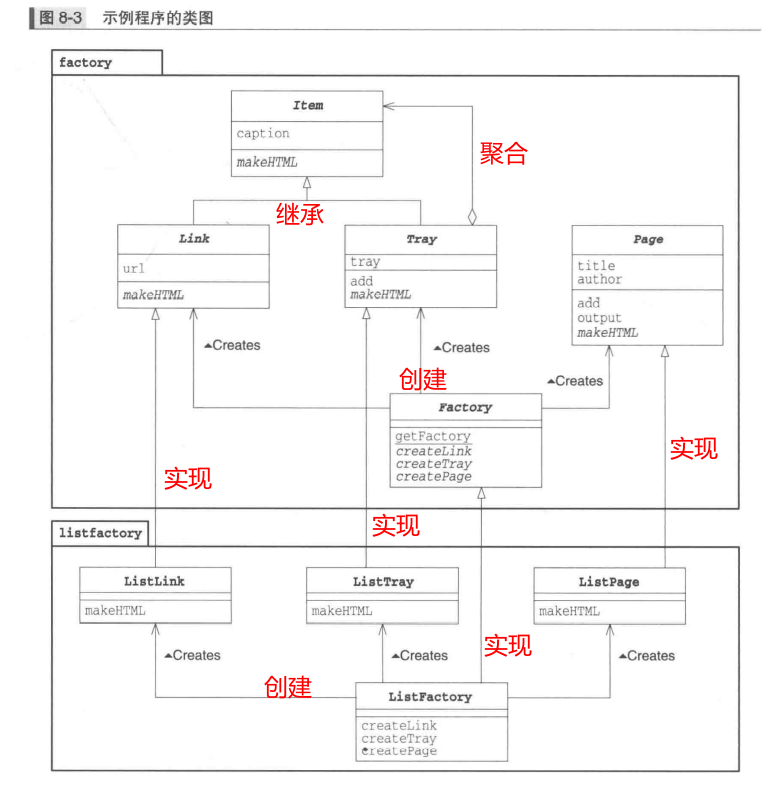 图 8-3 示例程序的类图
factory
Item
caption
makeHTML
聚合
继承
Link
url
makeHTML
Tray
tray
add
makeHTML
Page
title
author
add
output
makeHTML
Creates
Creates
创建
Creates
Factory
getFactory
createLink
createTray
createPage
实现
实现
实现
listfactory
ListLink
makeHTML
ListTray
makeHTML
ListPage
makeHTML
实现
Creates
Creates
Creates
创建
ListFactory
createLink
createTray
createPage